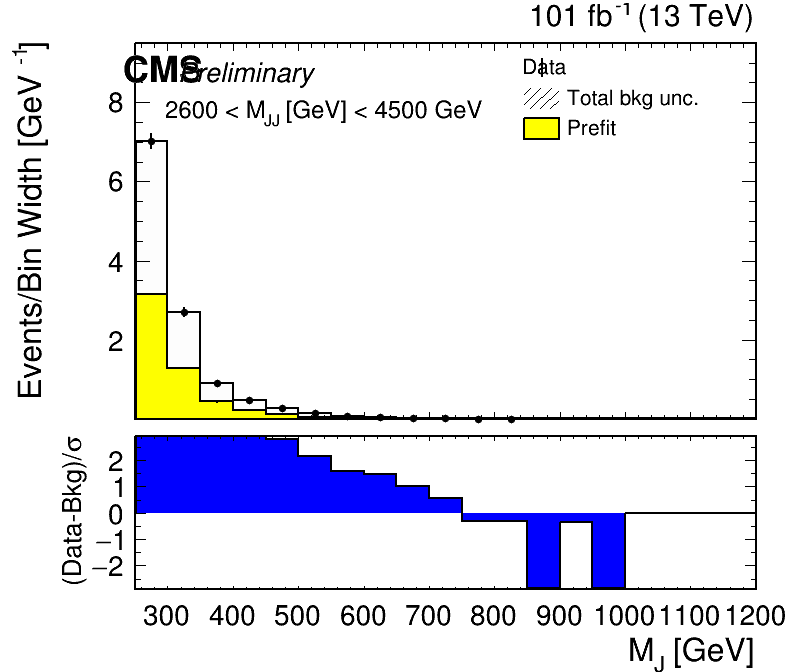 101 fb-1 (13 TeV)
CMS Preliminary
2600 < MJJ [GeV] < 4500 GeV
Data
Total bkg unc.
Prefit
Events/Bin Width [GeV-1]
8
6
4
2
(Data-Bkg)/σ
2
1
0
−1
−2
300 400 500 600 700 800 900 1000 1100 1200
MJ [GeV]